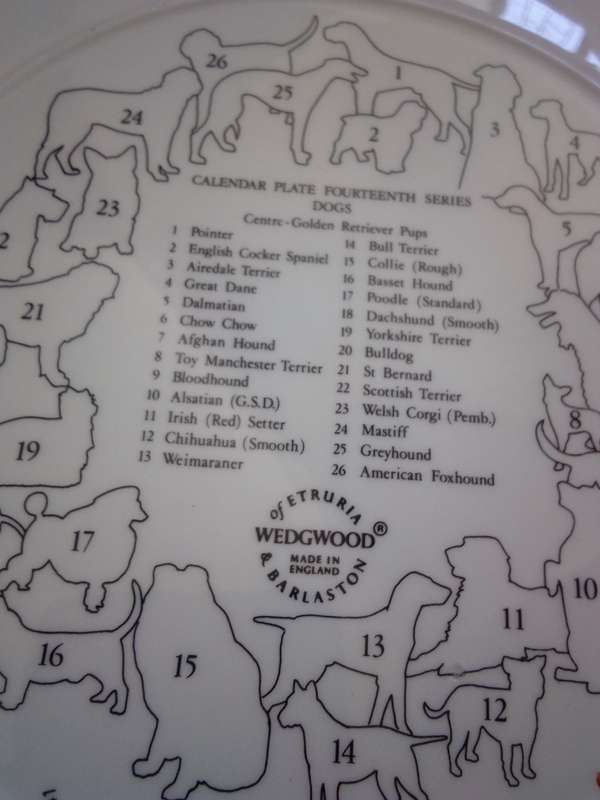 CALENDAR PLATE FOURTEENTH SERIES
DOGS
Centre-Golden Retriever Pups
1 Pointer
2 English Cocker Spaniel
3 Airedale Terrier
4 Great Dane
5 Dalmatian
6 Chow Chow
7 Afghan Hound
8 Toy Manchester Terrier
9 Bloodhound
10 Alsatian (G.S.D.)
11 Irish (Red) Setter
12 Chihuahua (Smooth)
13 Weimaraner
14 Bull Terrier
15 Collie (Rough)
16 Basset Hound
17 Poodle (Standard)
18 Dachshund (Smooth)
19 Yorkshire Terrier
20 Bulldog
21 St Bernard
22 Scottish Terrier
23 Welsh Corgi (Pemb.)
24 Mastiff
25 Greyhound
26 American Foxhound
of ETRURIA
WEDGWOOD ®
MADE IN
ENGLAND
& BARLASTON
26
1
25
24
2
3
4
23
5
21
8
19
17
10
11
16
15
13
12
14